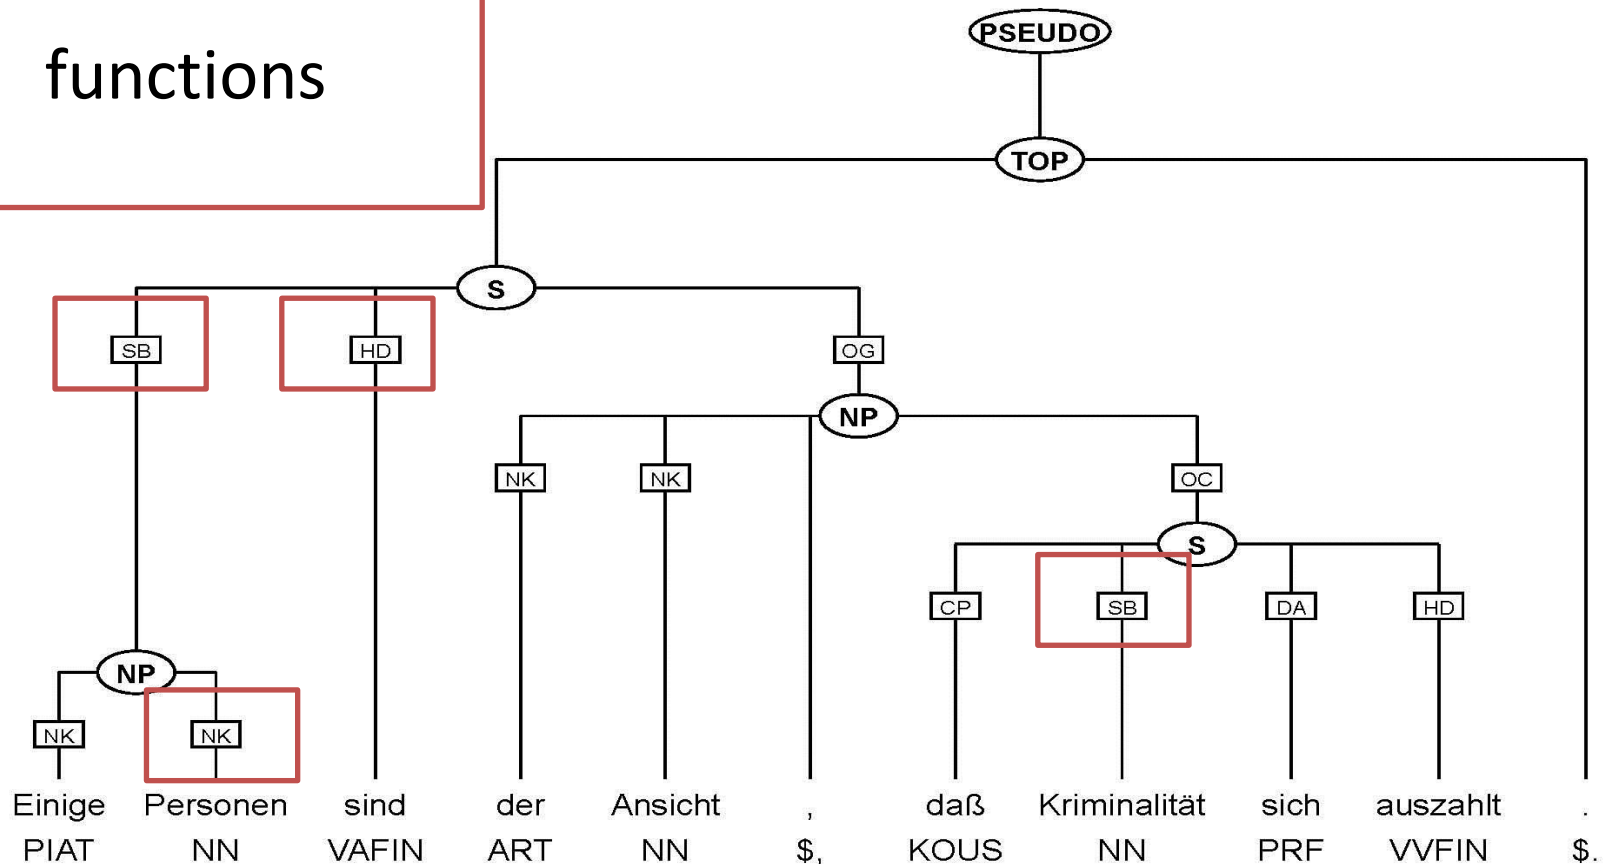 functions
PSEUDO
TOP
S
SB HD OG
NP
NK NK OC
S
CP SB DA HD
NP
NK NK
Einige Personen sind der Ansicht , daß Kriminalität sich auszahlt .
PIAT NN VAFIN ART NN $, KOUS NN PRF VVFIN $.